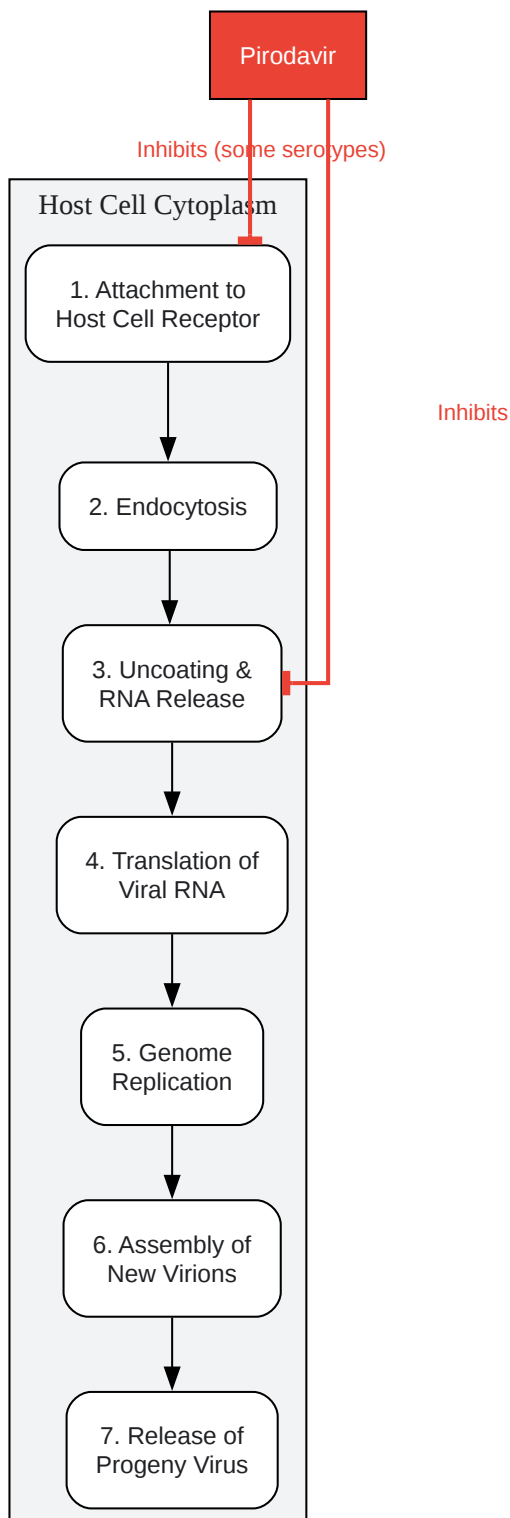 Pirodavir
Inhibits (some serotypes)
Host Cell Cytoplasm
1. Attachment to
Host Cell Receptor
Inhibits
2. Endocytosis
3. Uncoating &
RNA Release
4. Translation of
Viral RNA
5. Genome
Replication
6. Assembly of
New Virions
7. Release of
Progeny Virus